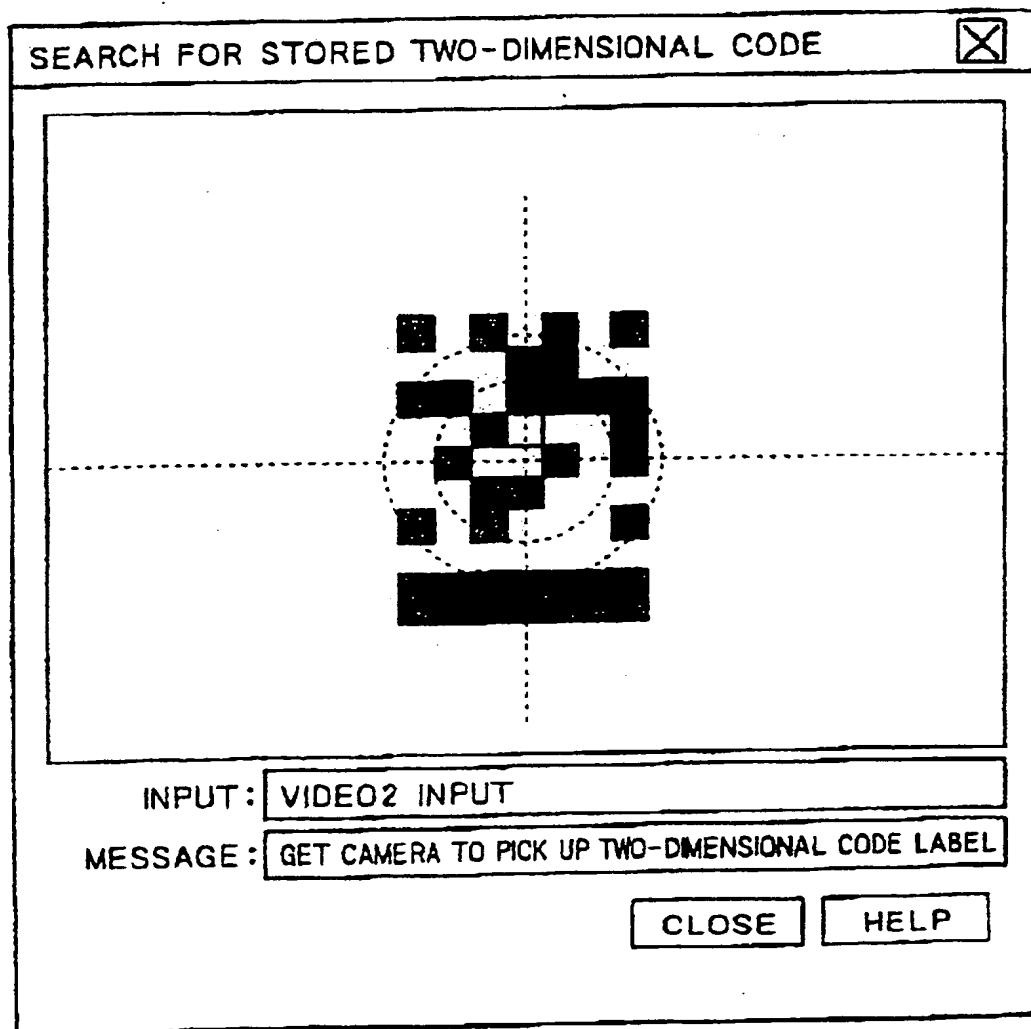 SEARCH FOR STORED TWO-DIMENSIONAL CODE
INPUT: VIDEO2 INPUT
MESSAGE: GET CAMERA TO PICK UP TWO-DIMENSIONAL CODE LABEL
CLOSE HELP